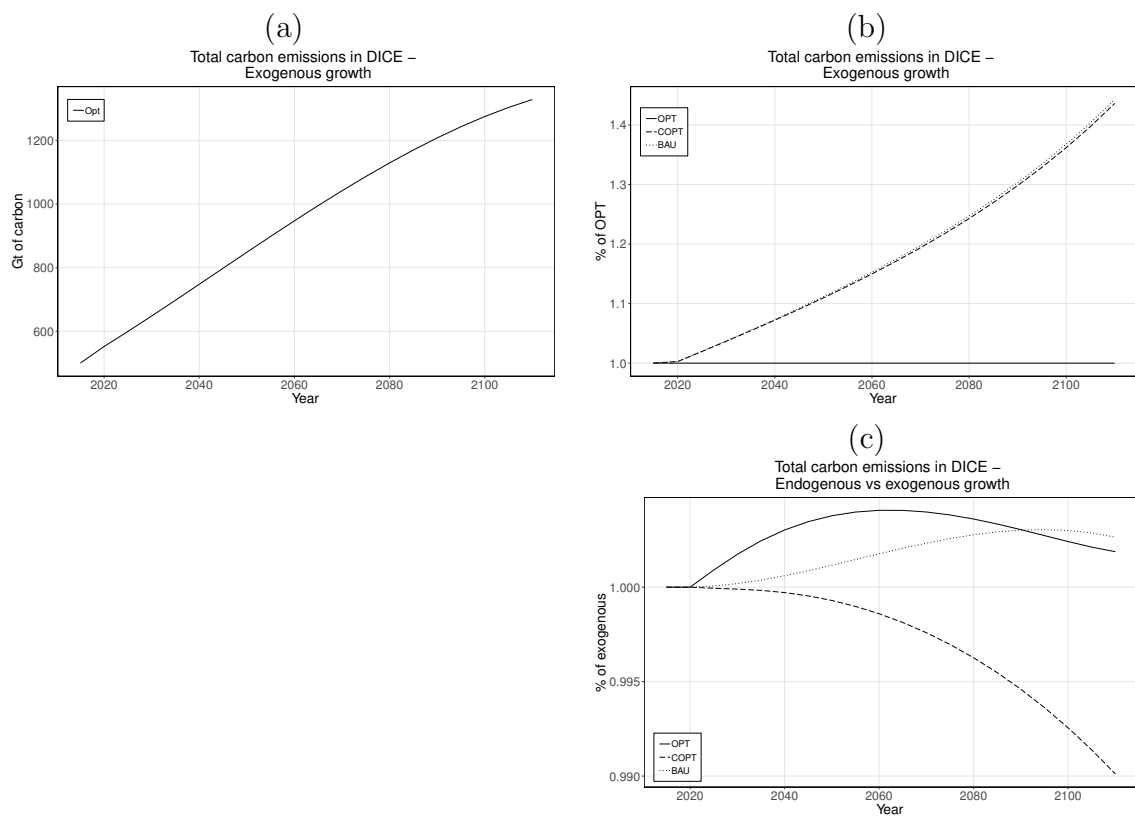 (a)
Total carbon emissions in DICE –
Exogenous growth
Opt
1200
1000
800
600
Gt of carbon
2020 2040 2060 2080 2100
Year
(b)
Total carbon emissions in DICE –
Exogenous growth
OPT
COPT
BAU
1.4
1.3
1.2
1.1
1.0
% of OPT
2020 2040 2060 2080 2100
Year
(c)
Total carbon emissions in DICE –
Endogenous vs exogenous growth
1.000
0.995
0.990
% of exogenous
OPT
COPT
BAU
2020 2040 2060 2080 2100
Year